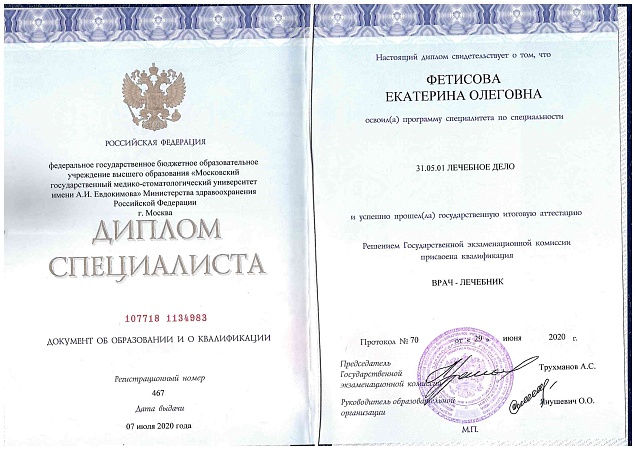 РОССИЙСКАЯ ФЕДЕРАЦИЯ
федеральное государственное бюджетное образовательное
учреждение высшего образования «Московский
государственный медико-стоматологический университет
имени А.И. Евдокимова» Министерства здравоохранения
Российской Федерации
г. Москва
ДИПЛОМ
СПЕЦИАЛИСТА
107718 1134983
ДОКУМЕНТ ОБ ОБРАЗОВАНИИ И О КВАЛИФИКАЦИИ
Регистрационный номер
467
Дата выдачи
07 июля 2020 года
Настоящий диплом свидетельствует о том, что
ФЕТИСОВА
ЕКАТЕРИНА ОЛЕГОВНА
освоил(а) программу специалитета по специальности
31.05.01 ЛЕЧЕБНОЕ ДЕЛО
и успешно прошел(ла) государственную итоговую аттестацию
Решением Государственной экзаменационной комиссии
присвоена квалификация
ВРАЧ - ЛЕЧЕБНИК
Протокол № 70 от « 29 » июня 2020 г.
Председатель
Государственной
экзаменационной комиссии Трухманов А.С.
Руководитель образовательной
организации Янушевич О.О.
М.П.